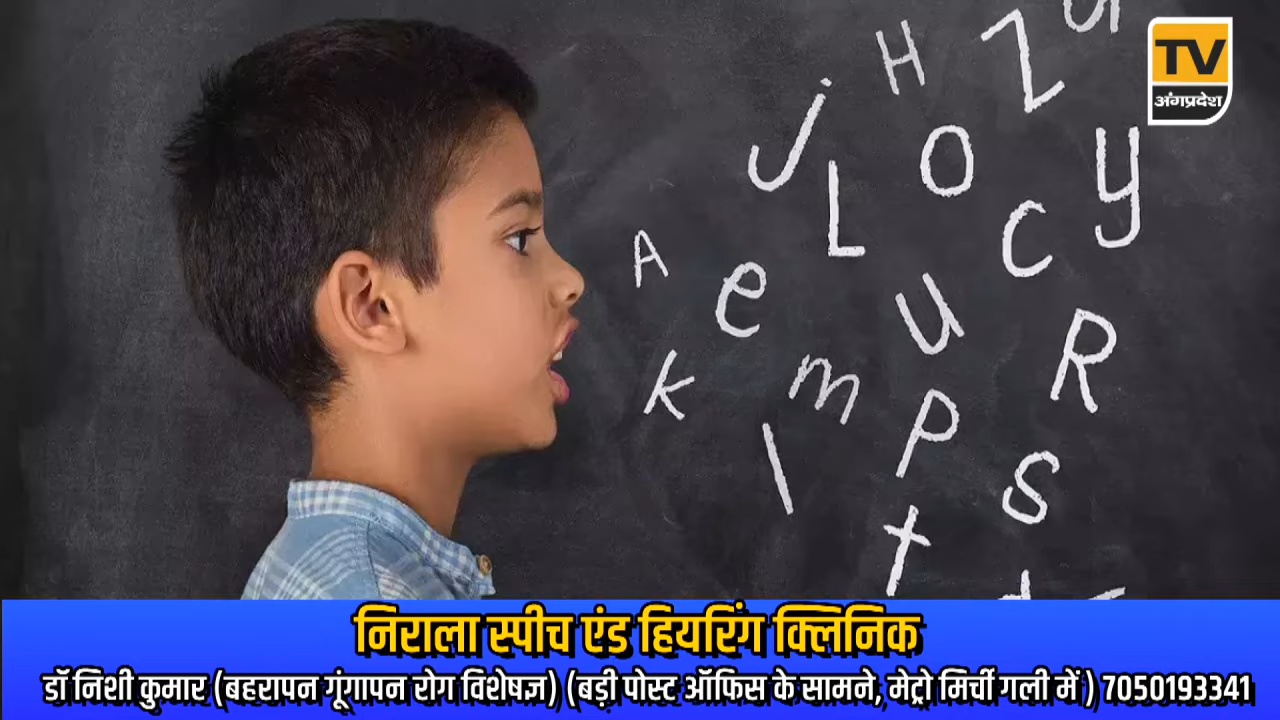 H
Z
TV
अंगप्रदेश
J
O
y
L
C
A
e
u
R
K
m
P
l
S
t
निराला स्पीच एंड हियरिंग क्लिनिक
डॉ निशी कुमार (बहरापन गूंगापन रोग विशेषज्ञ) (बड़ी पोस्ट ऑफिस के सामने, मेट्रो मिर्ची गली में ) 7050193341